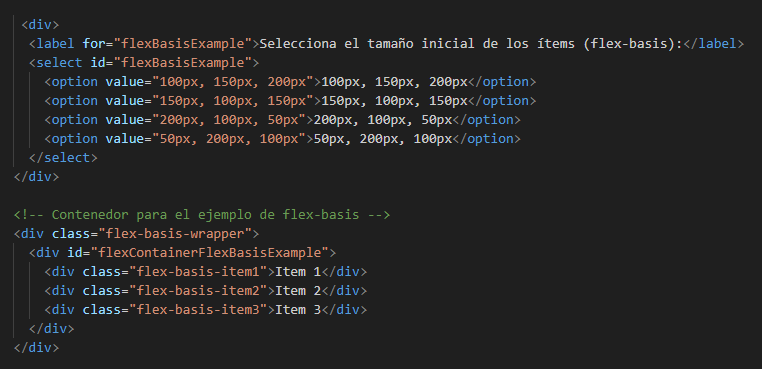 <div>
<label for="flexBasisExample">Selecciona el tamaño inicial de los ítems (flex-basis):</label>
<select id="flexBasisExample">
<option value="100px, 150px, 200px">100px, 150px, 200px</option>
<option value="150px, 100px, 150px">150px, 100px, 150px</option>
<option value="200px, 100px, 50px">200px, 100px, 50px</option>
<option value="50px, 200px, 100px">50px, 200px, 100px</option>
</select>
</div>
<!-- Contenedor para el ejemplo de flex-basis -->
<div class="flex-basis-wrapper">
<div id="flexContainerFlexBasisExample">
<div class="flex-basis-item1">Item 1</div>
<div class="flex-basis-item2">Item 2</div>
<div class="flex-basis-item3">Item 3</div>
</div>
</div>